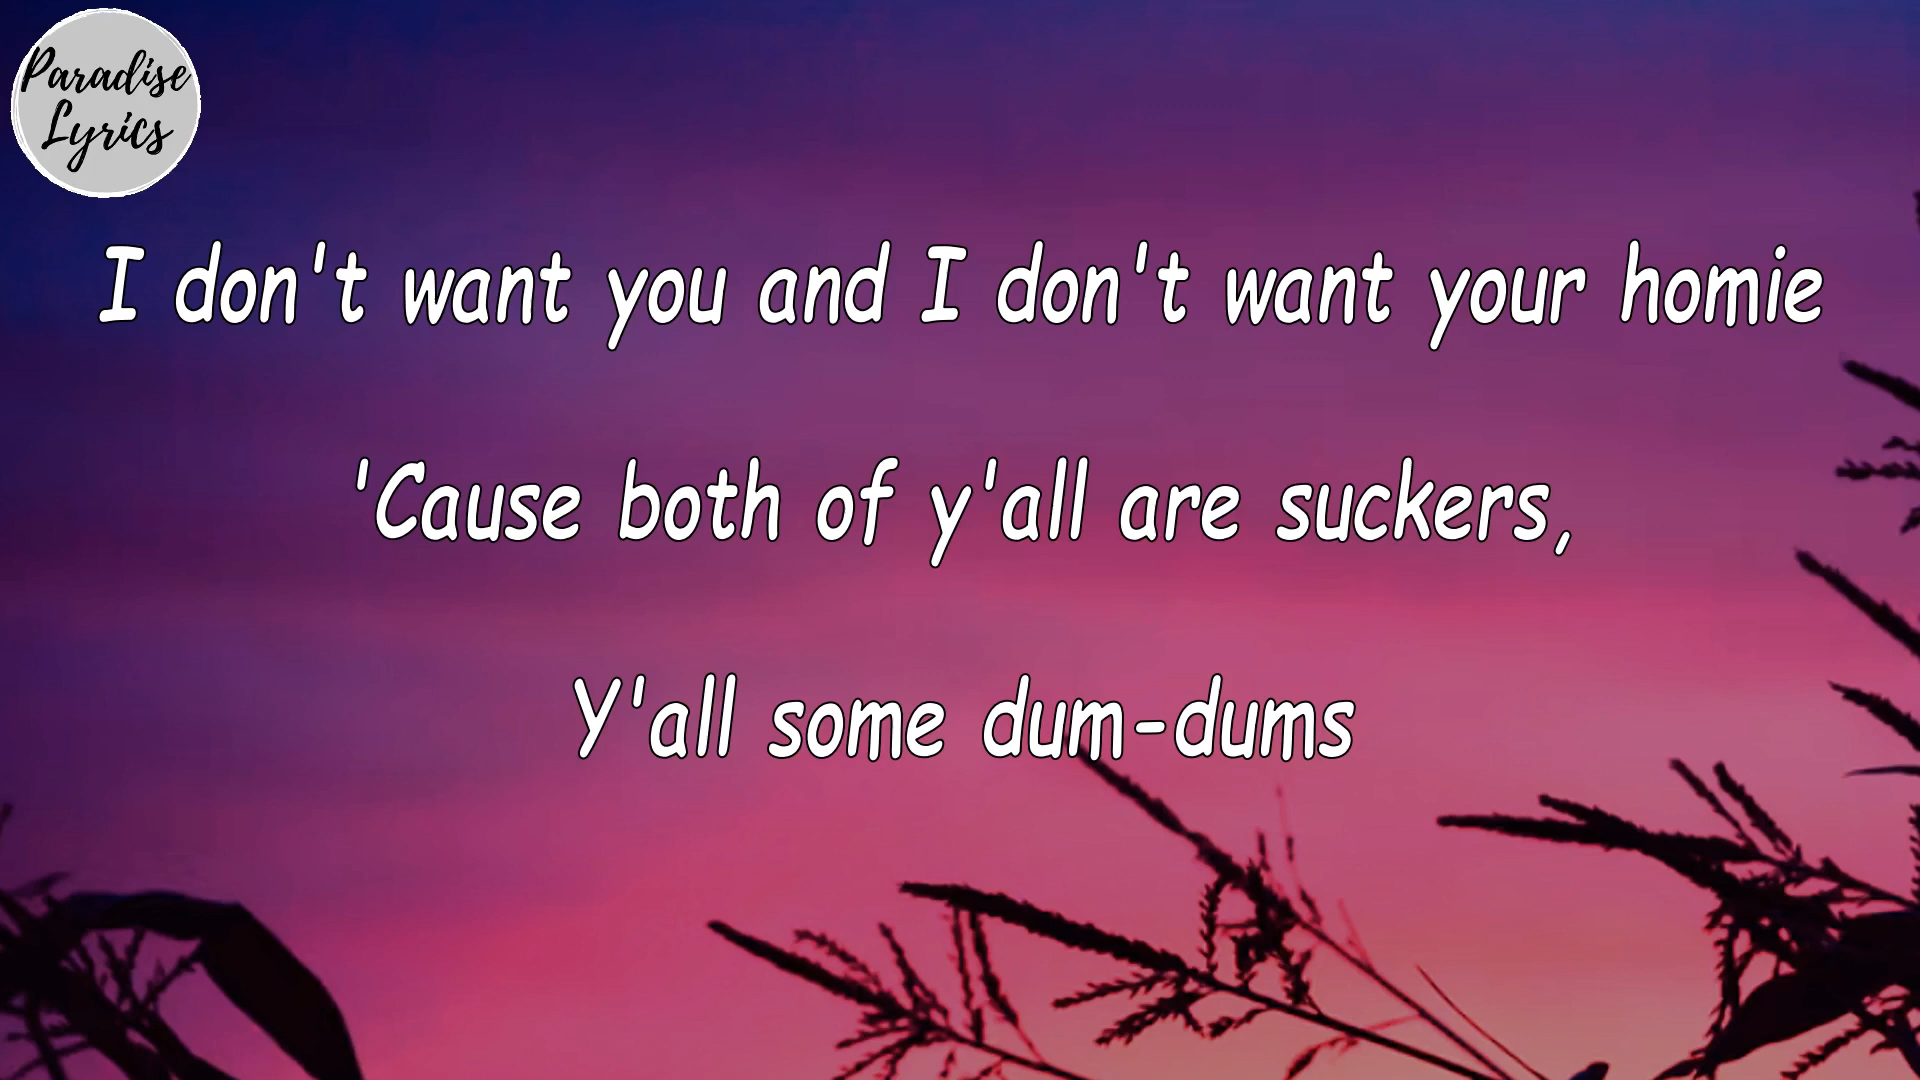 Paradise
Lyrics
I don't want you and I don't want your homie
'Cause both of y'all are suckers,
Y'all some dum-dums